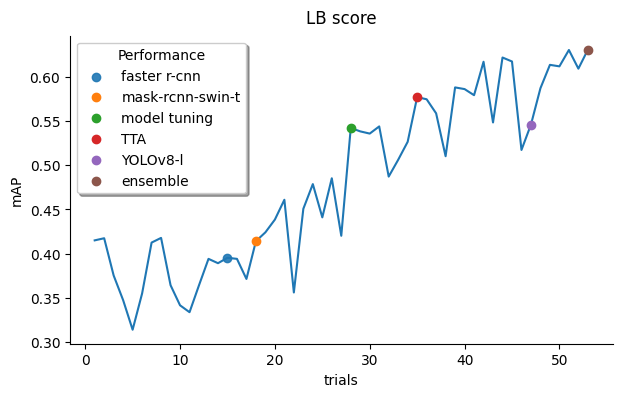 LB score
Performance
faster r-cnn
mask-rcnn-swin-t
model tuning
TTA
YOLOv8-l
ensemble
mAP
0.60
0.55
0.50
0.45
0.40
0.35
0.30
0 10 20 30 40 50
trials